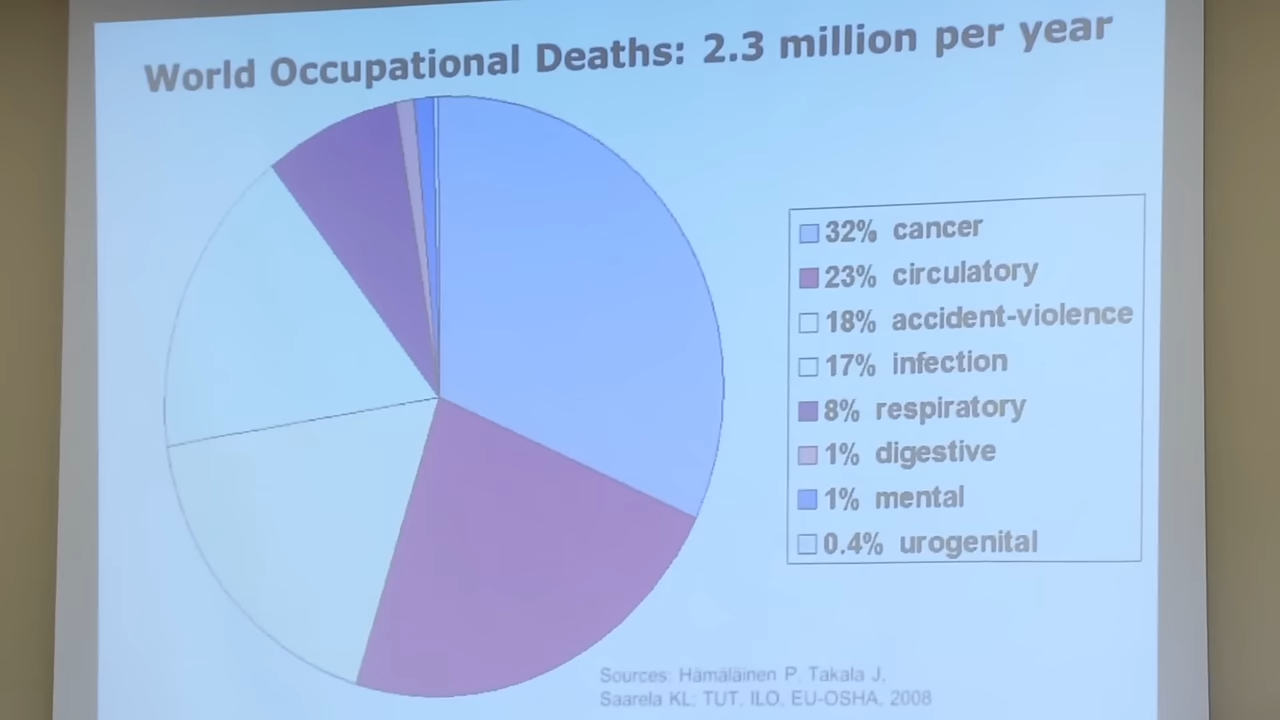 World Occupational Deaths: 2.3 million per year
32% cancer
23% circulatory
18% accident-violence
17% infection
8% respiratory
1% digestive
1% mental
0.4% urogenital
Sources: Hämäläinen P, Takala J,
Saarela KL; TUT, ILO, EU-OSHA, 2008